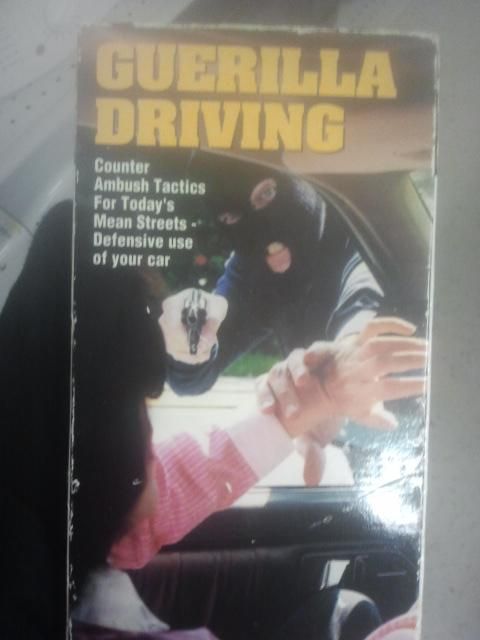 GUERILLA
DRIVING
Counter
Ambush Tactics
For Today's
Mean Streets -
Defensive use
of your car